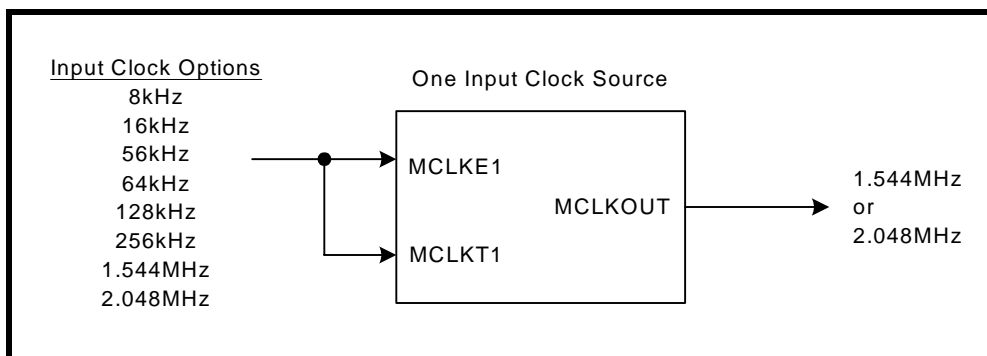 Input Clock Options
8kHz
16kHz
56kHz
64kHz
128kHz
256kHz
1.544MHz
2.048MHz
One Input Clock Source
MCLKE1
MCLKT1
MCLKOUT
1.544MHz
or
2.048MHz